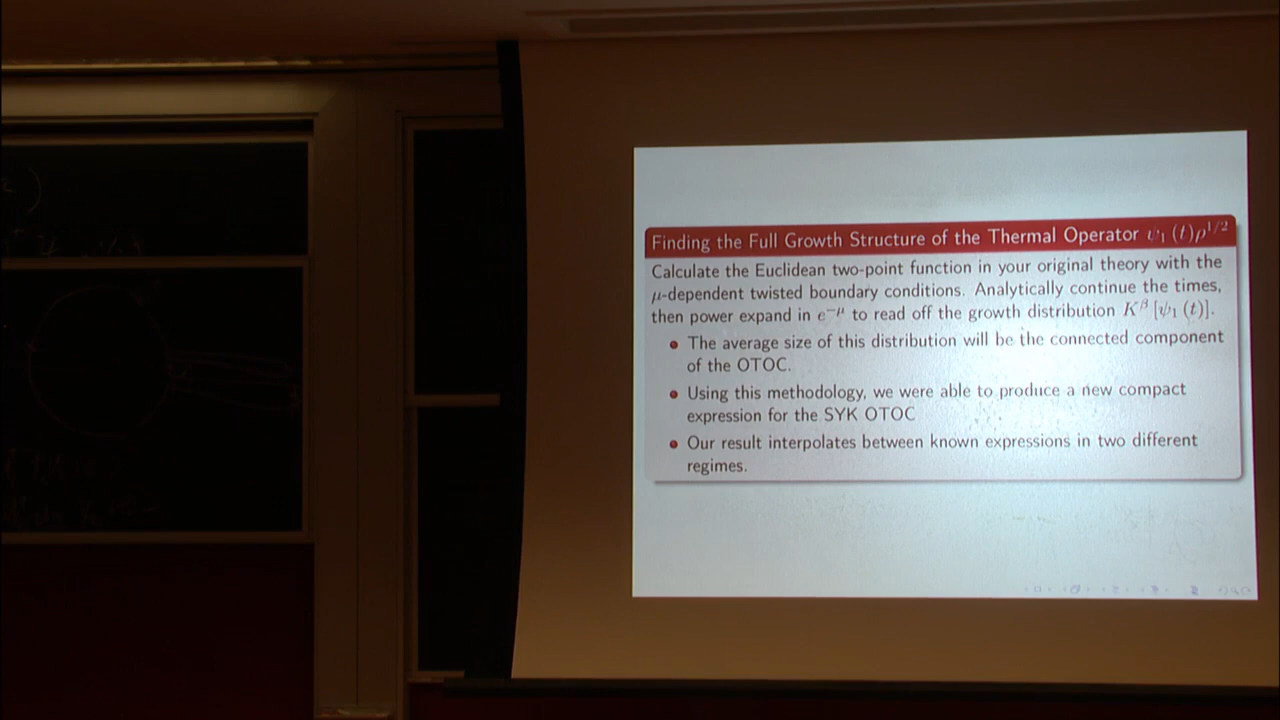 Finding the Full Growth Structure of the Thermal Operator ψ₁ (t)ρ^{1/2}
Calculate the Euclidean two-point function in your original theory with the
μ-dependent twisted boundary conditions. Analytically continue the times,
then power expand in e^{−μ} to read off the growth distribution K^β [ψ₁ (t)].
The average size of this distribution will be the connected component
of the OTOC.
Using this methodology, we were able to produce a new compact
expression for the SYK OTOC
Our result interpolates between known expressions in two different
regimes.